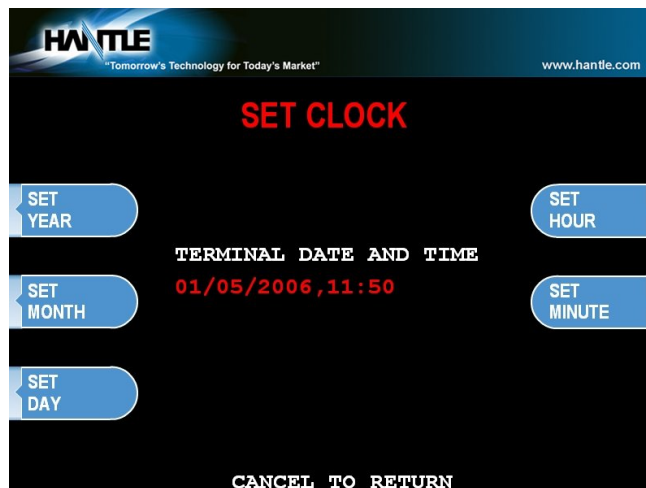 HANTLE
"Tomorrow's Technology for Today's Market"
www.hantle.com
SET CLOCK
SET
YEAR
SET
HOUR
TERMINAL DATE AND TIME
01/05/2006,11:50
SET
MONTH
SET
MINUTE
SET
DAY
CANCEL TO RETURN